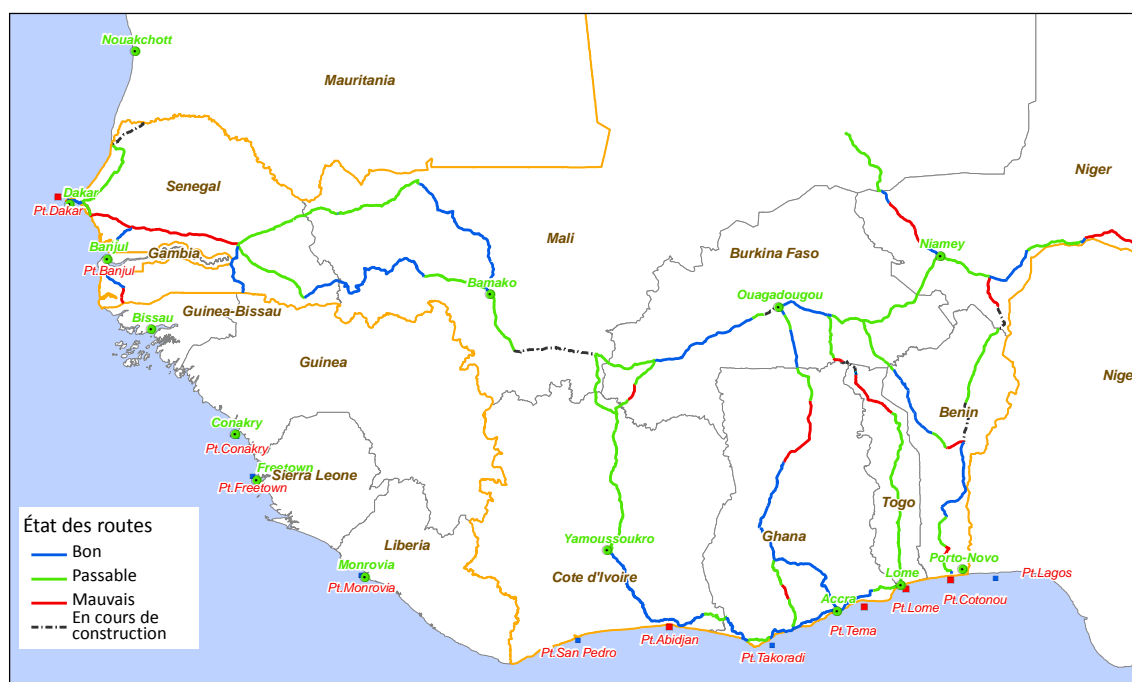 Nouakchott
Mauritania
Senegal
Niger
Dakar
Pt.Dakar
Mali
Banjul
Gambia
Pt.Banjul
Niamey
Burkina Faso
Bamako
Ouagadougou
Guinea-Bissau
Bissau
Guinea
Nige
Benin
Conakry
Pt.Conakry
Freetown
Sierra Leone
Pt.Freetown
Togo
État des routes
Bon
Passable
Mauvais
En cours de
construction
Yamoussoukro
Ghana
Liberia
Monrovia
Pt.Monrovia
Cote d'Ivoire
Porto-Novo
Lome
Pt.Lagos
Pt.Cotonou
Pt.Lome
Accra
Pt.Tema
Pt.Abidjan
Pt.San Pedro
Pt.Takoradi